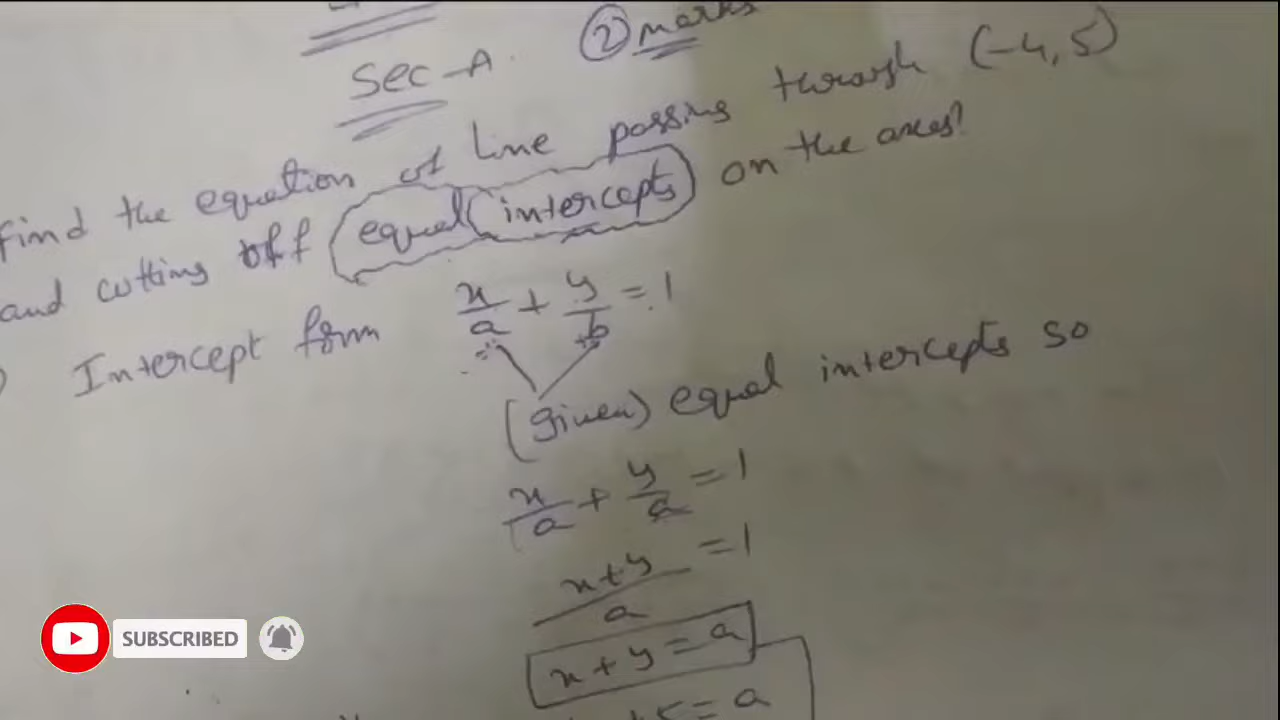 Sec-A. (2) marks
find the equation of line passing through (-4, 5)
and cutting off equal intercepts on the axes?
Intercept form x/a + y/b = 1
(given) equal intercepts so
x/a + y/a = 1
x+y/a = 1
x + y = a
5 = a
SUBSCRIBED